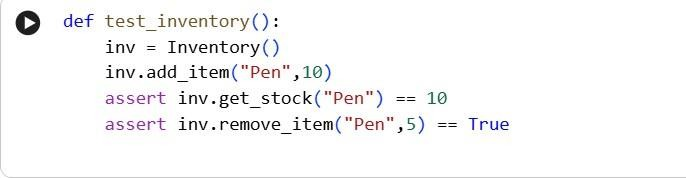 def test_inventory():
    inv = Inventory()
    inv.add_item("Pen",10)
    assert inv.get_stock("Pen") == 10
    assert inv.remove_item("Pen",5) == True